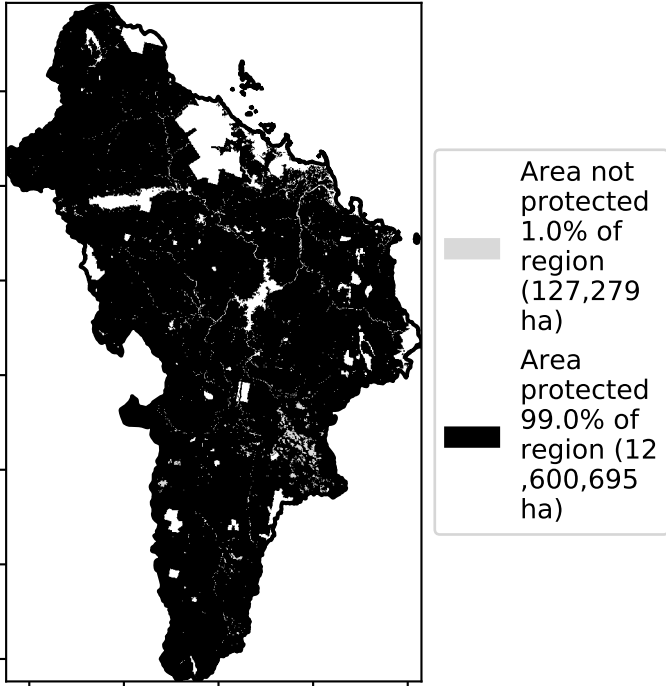 Area not
protected
1.0% of
region
(127,279
ha)
Area
protected
99.0% of
region (12
,600,695
ha)